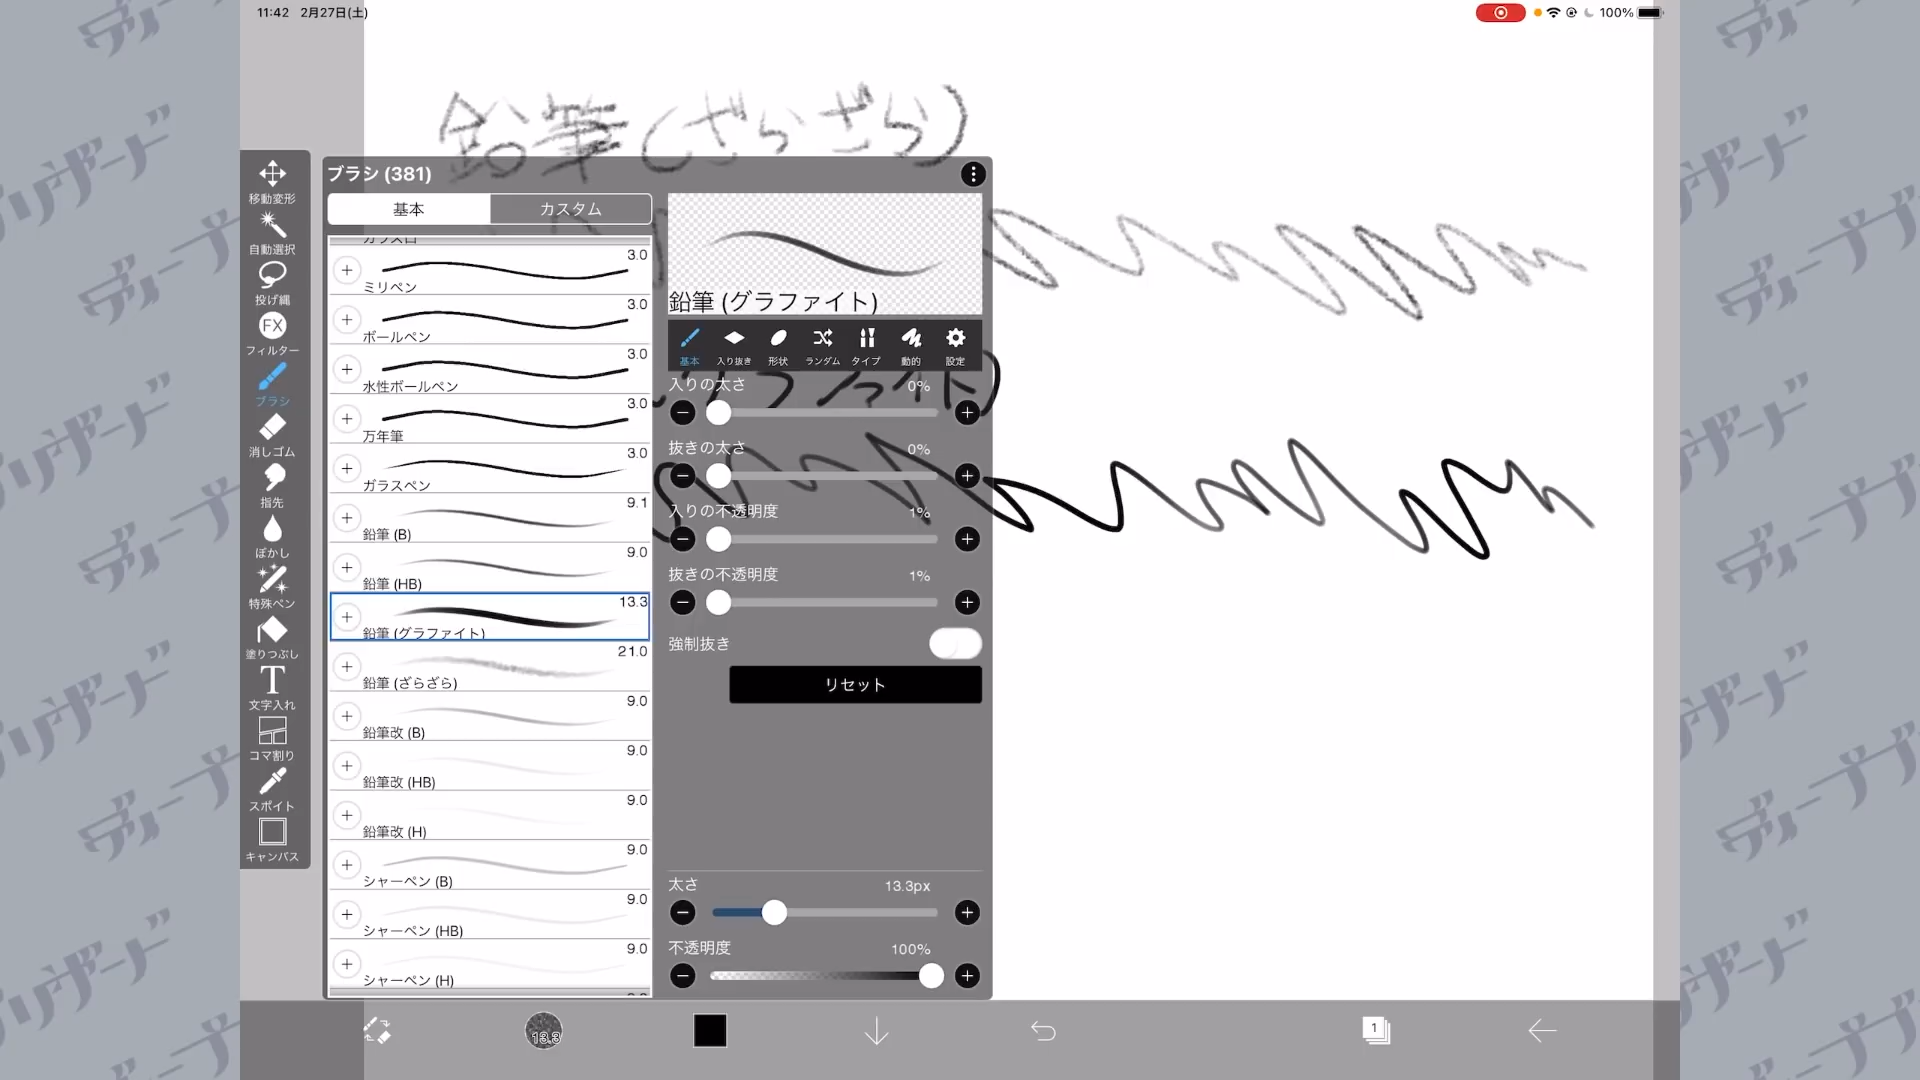 11:42 2月27日(土)
100%
鉛筆(ざらざら)
ブラシ (381)
基本
カスタム
3.0
ミリペン
3.0
ボールペン
3.0
水性ボールペン
3.0
万年筆
3.0
ガラスペン
9.1
鉛筆 (B)
9.0
鉛筆 (HB)
13.3
鉛筆 (グラファイト)
21.0
鉛筆 (ざらざら)
9.0
鉛筆改 (B)
9.0
鉛筆改 (HB)
9.0
鉛筆改 (H)
9.0
シャーペン (B)
9.0
シャーペン (HB)
9.0
シャーペン (H)
移動変形
自動選択
投げ縄
FX
フィルター
ブラシ
消しゴム
指先
ぼかし
特殊ペン
塗りつぶし
T
文字入れ
コマ割り
スポイト
キャンバス
鉛筆 (グラファイト)
基本 入り抜き 形状 ランダム タイプ 動的 設定
入りの太さ 0%
抜きの太さ 0%
入りの不透明度 1%
抜きの不透明度 1%
強制抜き
リセット
太さ 13.3px
不透明度 100%
13.3
1